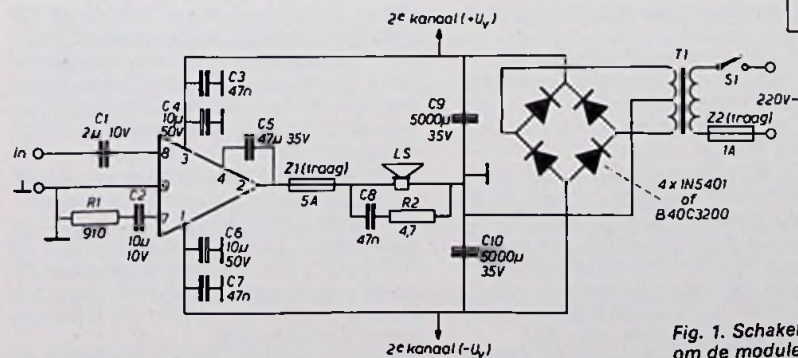 2e kanaal (+Uv)
C3
47n
C4
10µ
50V
C1
2µ 10V
C5
47µ 35V
C9
5000µ
35V
T1
S1
220V~
Z2 (traag)
1A
in
8
3
4
2
9
7
1
Z1 (traag)
5A
LS
R1
910
C2
10µ
10V
C8
47n
R2
4,7
4 x 1N5401
of
B40C3200
C6
10µ
50V
C7
47n
C10
5000µ
35V
2e kanaal (-Uv)
Fig. 1. Schakel
om de module